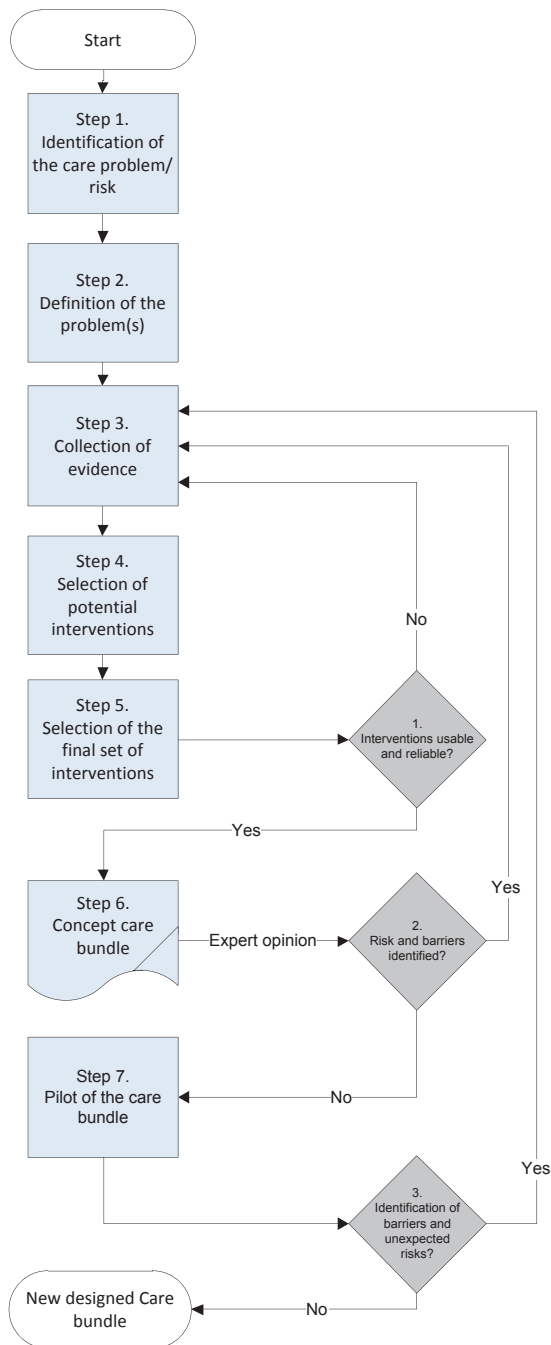 Start
Step 1.
Identification of
the care problem/
risk
Step 2.
Definition of the
problem(s)
Step 3.
Collection of
evidence
Step 4.
Selection of
potential
interventions
No
Step 5.
Selection of the
final set of
interventions
1.
Interventions usable
and reliable?
Yes
Step 6.
Concept care
bundle
Expert opinion
2.
Risk and barriers
identified?
Yes
Step 7.
Pilot of the care
bundle
No
3.
Identification of
barriers and
unexpected
risks?
Yes
New designed Care
bundle
No